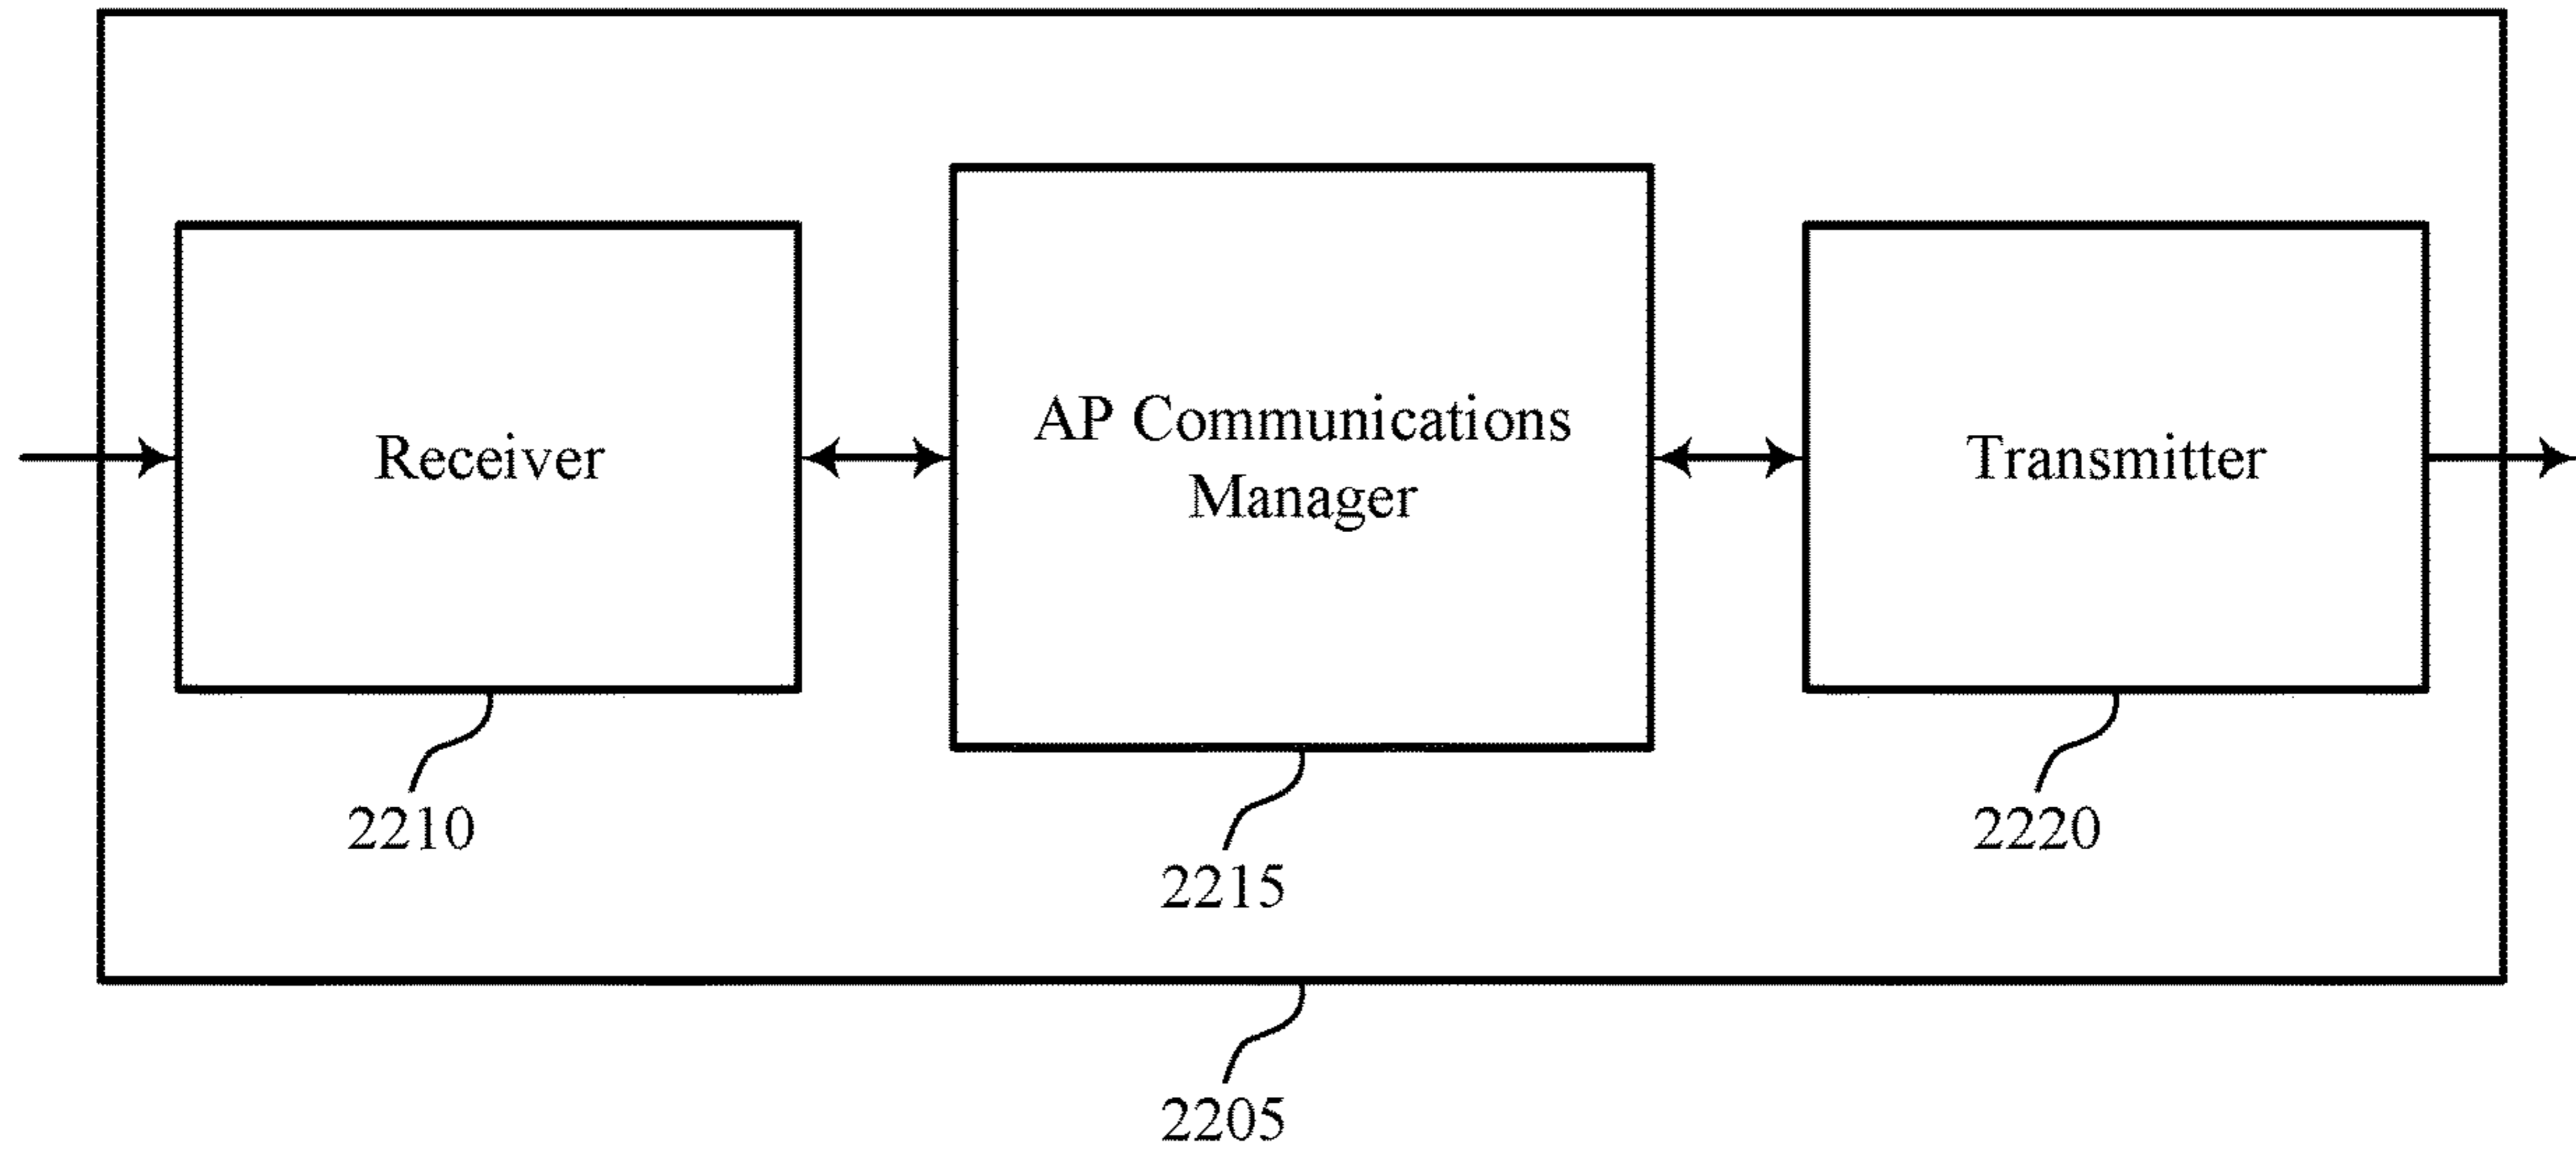 Receiver
AP Communications
Manager
Transmitter
2210
2215
2220
2205